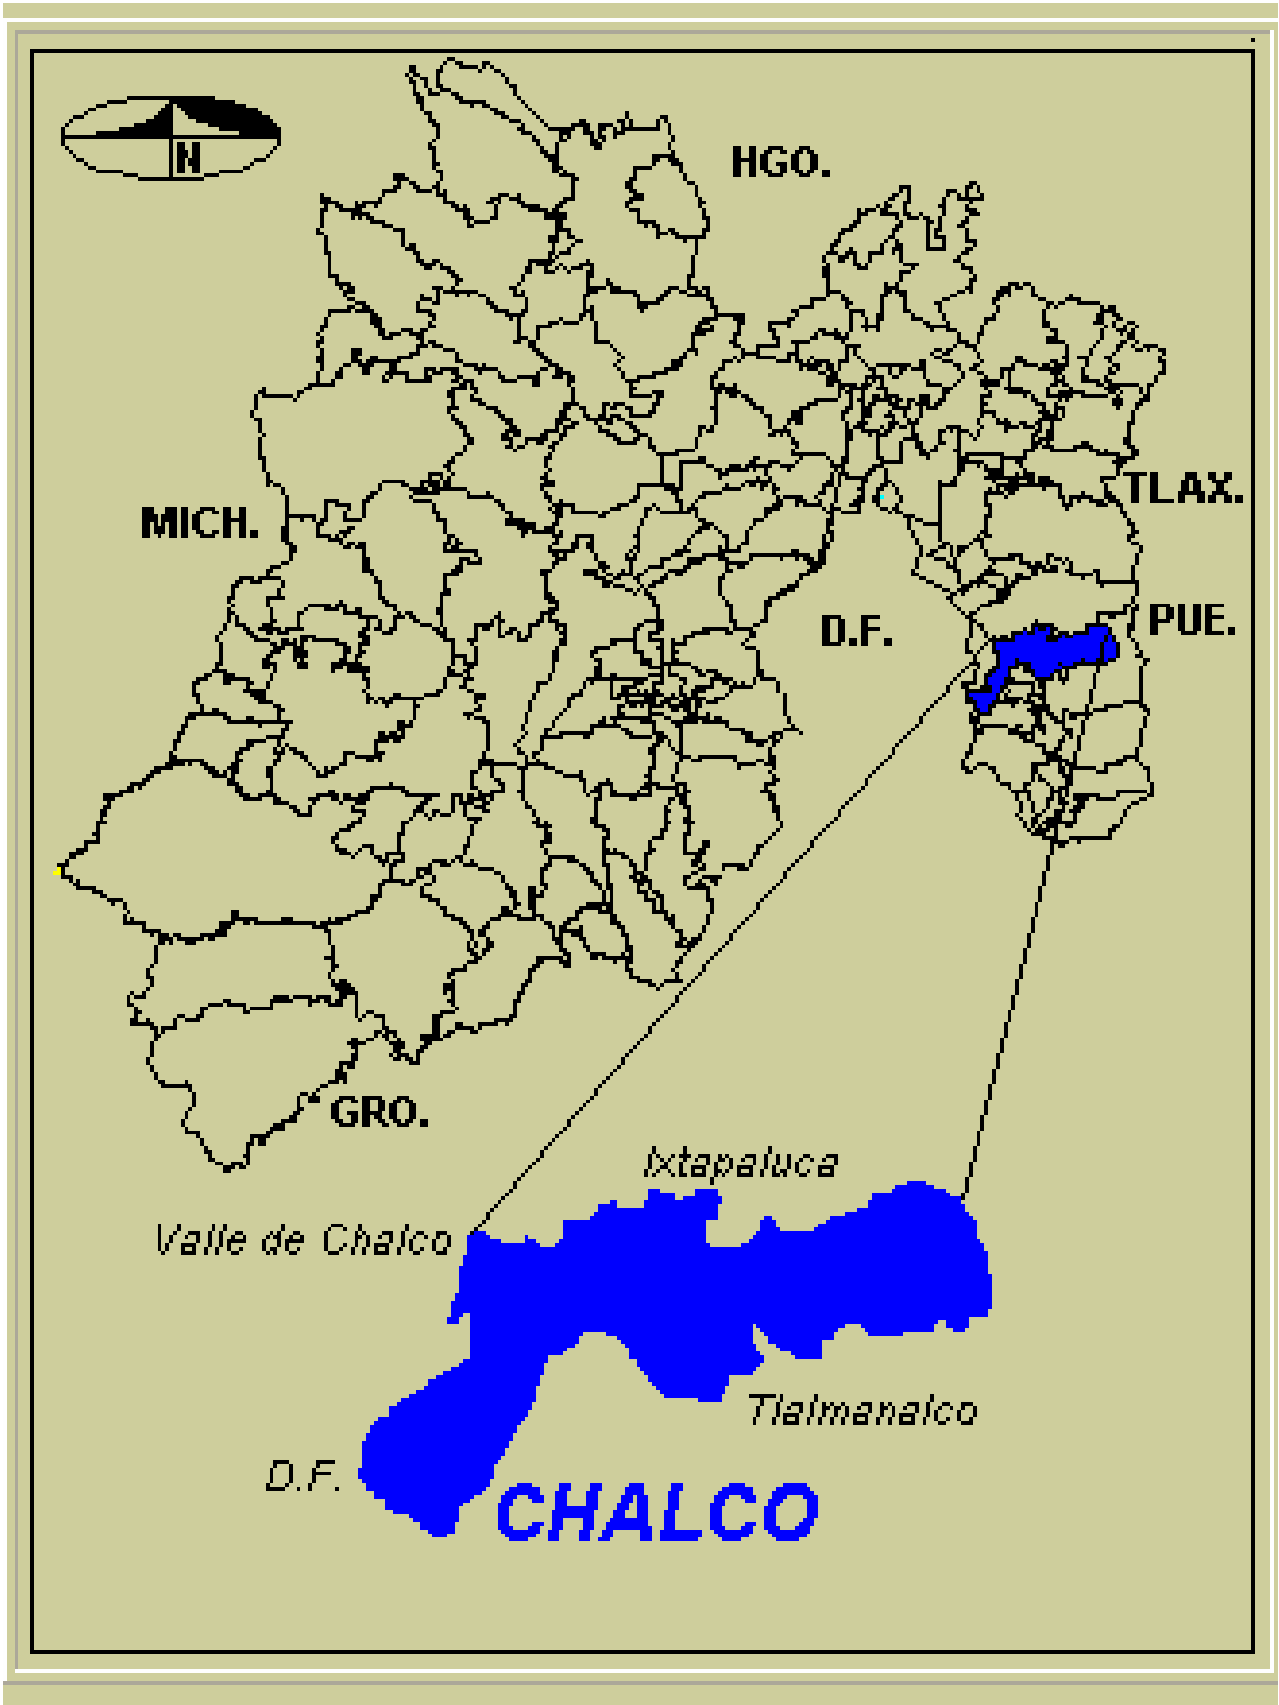 N
HGO.
TLAX.
MICH.
PUE.
D.F.
GRO.
Ixtapaluca
Valle de Chalco
Tlalmanalco
D.F.
CHALCO